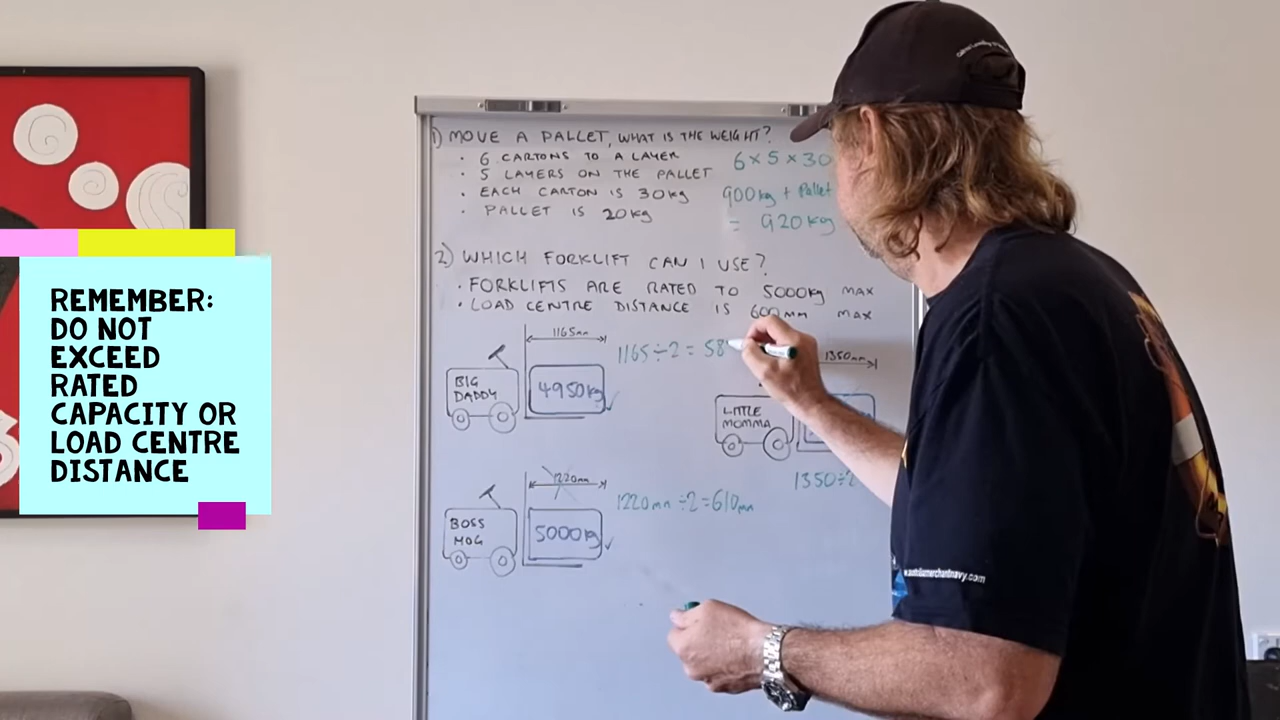 1) MOVE A PALLET, WHAT IS THE WEIGHT?
• 6 CARTONS TO A LAYER
• 5 LAYERS ON THE PALLET
• EACH CARTON IS 30kg
• PALLET IS 20kg
6 x 5 x 30
900kg + Pallet
= 920kg
2) WHICH FORKLIFT CAN I USE?
• FORKLIFTS ARE RATED TO 5000kg MAX
• LOAD CENTRE DISTANCE IS 600mm MAX
1165mm
1165 ÷ 2 = 58
1350mm
BIG
DADDY
4950kg
LITTLE
MOMMA
1350 ÷ 2
1220mm
1220mm ÷ 2 = 610mm
BOSS
MOG
5000kg
REMEMBER:
DO NOT
EXCEED
RATED
CAPACITY OR
LOAD CENTRE
DISTANCE